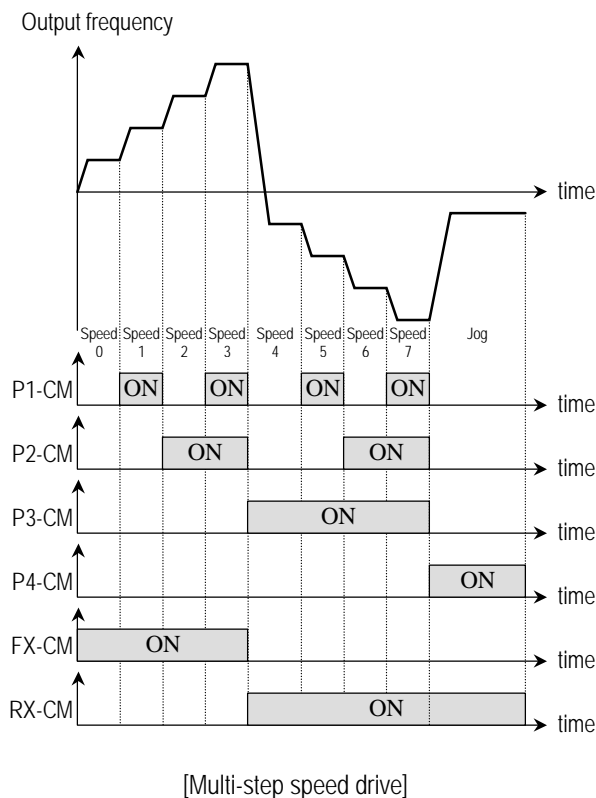 Output frequency
time
Speed 0
Speed 1
Speed 2
Speed 3
Speed 4
Speed 5
Speed 6
Speed 7
Jog
P1-CM
ON
ON
ON
ON
time
P2-CM
ON
ON
time
P3-CM
ON
time
P4-CM
ON
time
FX-CM
ON
time
RX-CM
ON
time
[Multi-step speed drive]